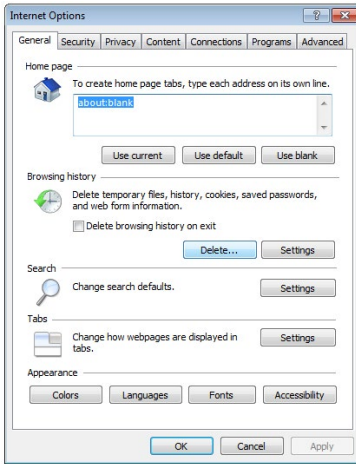 Internet Options
General Security Privacy Content Connections Programs Advanced
Home page
To create home page tabs, type each address on its own line.
about:blank
Use current Use default Use blank
Browsing history
Delete temporary files, history, cookies, saved passwords,
and web form information.
Delete browsing history on exit
Delete... Settings
Search
Change search defaults. Settings
Tabs
Change how webpages are displayed in Settings
tabs.
Appearance
Colors Languages Fonts Accessibility
OK Cancel Apply